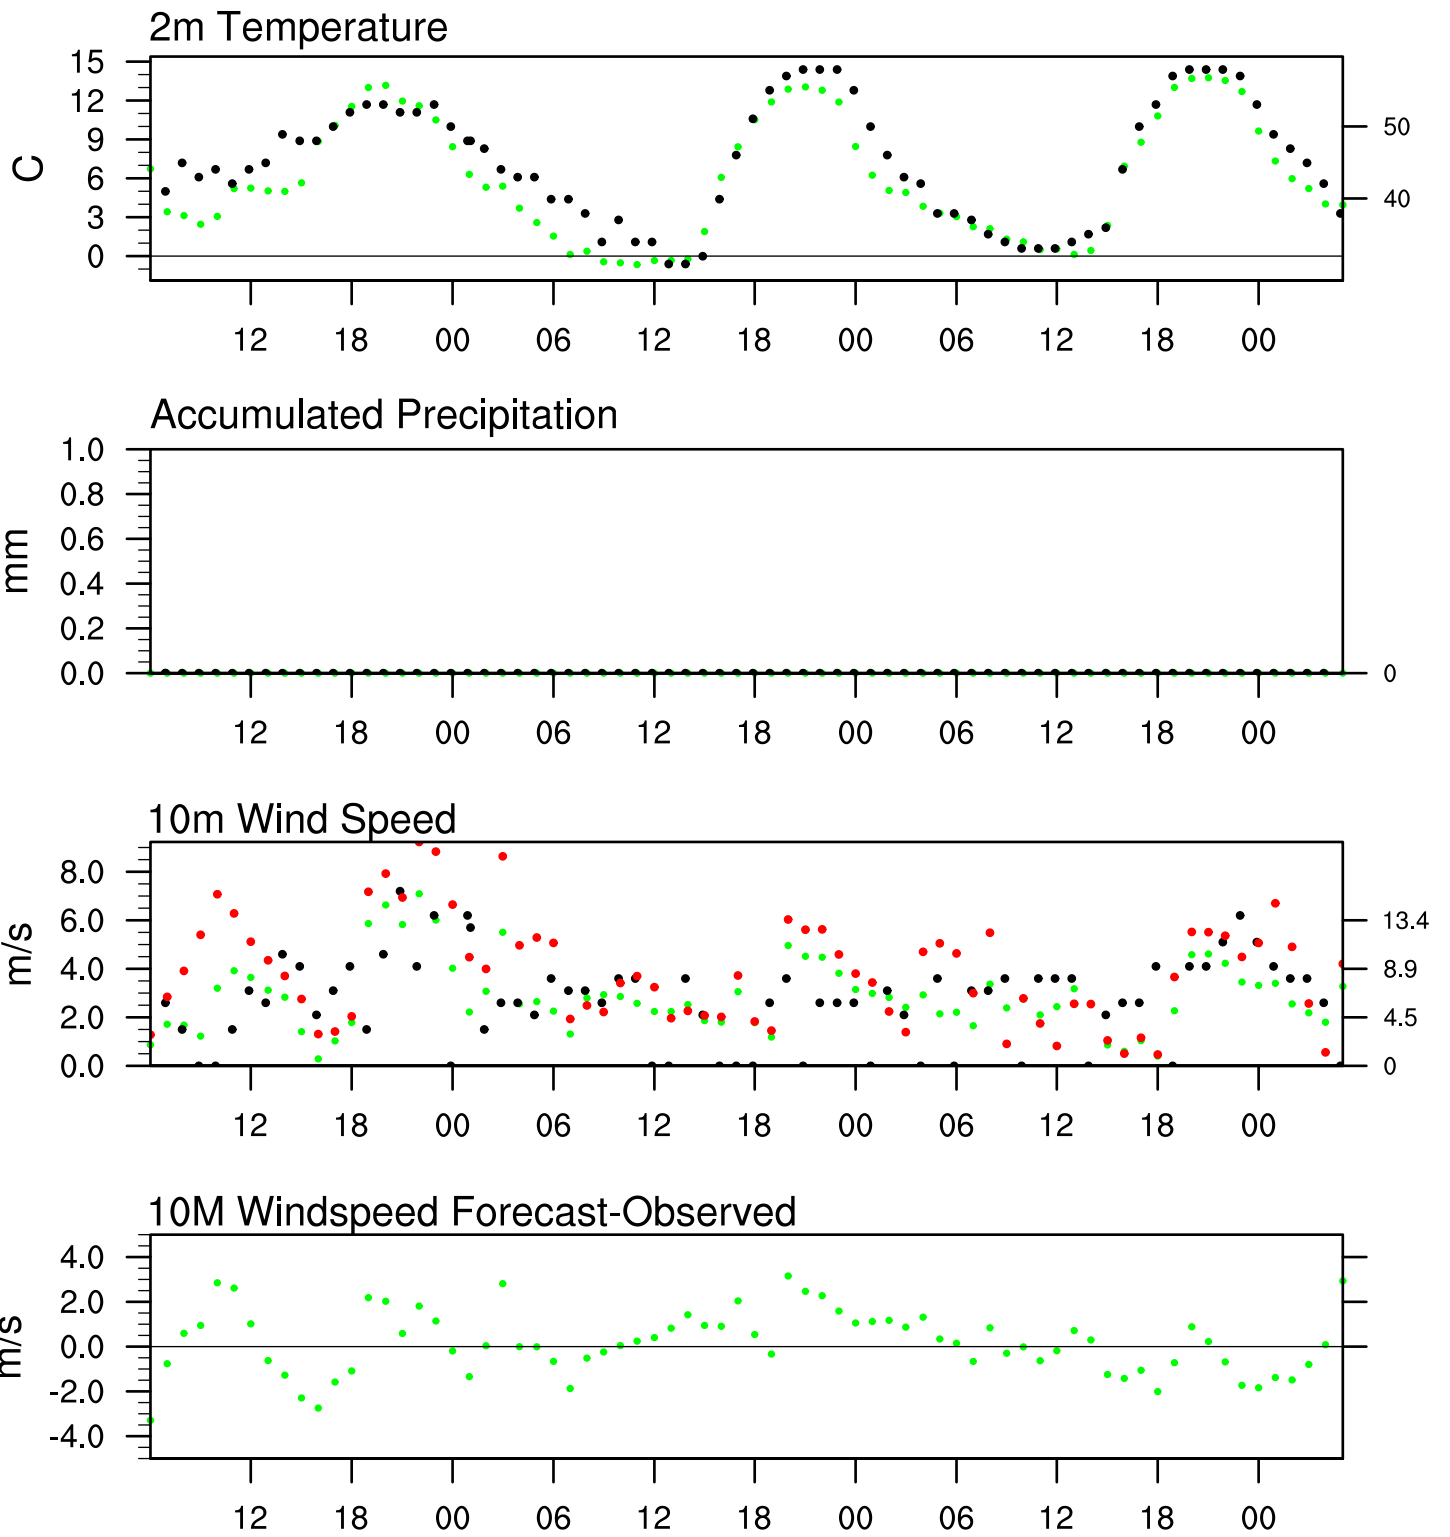 2m Temperature
15
12
9
6
3
0
C
50
40
12 18 00 06 12 18 00 06 12 18 00
Accumulated Precipitation
1.0
0.8
0.6
0.4
0.2
0.0
mm
0
12 18 00 06 12 18 00 06 12 18 00
10m Wind Speed
8.0
6.0
4.0
2.0
0.0
m/s
13.4
8.9
4.5
0
12 18 00 06 12 18 00 06 12 18 00
10M Windspeed Forecast-Observed
4.0
2.0
0.0
-2.0
-4.0
m/s
12 18 00 06 12 18 00 06 12 18 00